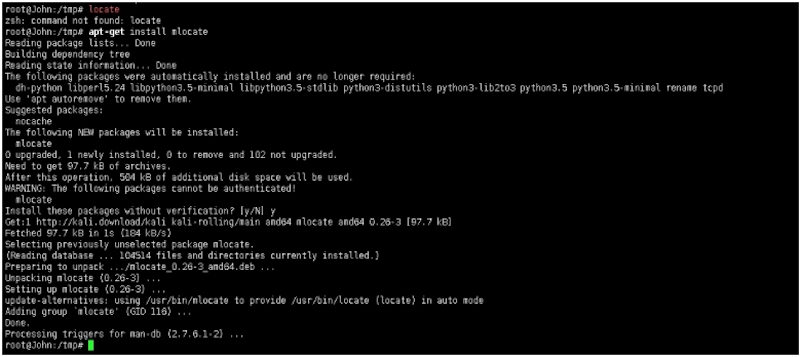 root@John:/tmp# locate
zsh: command not found: locate
root@John:/tmp# apt-get install mlocate
Reading package lists... Done
Building dependency tree
Reading state information... Done
The following packages were automatically installed and are no longer required:
dh-python libperl5.24 libpython3.5-minimal libpython3.5-stdlib python3-distutils python3-lib2to3 python3.5 python3.5-minimal rename tcpd
Use 'apt autoremove' to remove them.
Suggested packages:
nocache
The following NEW packages will be installed:
mlocate
0 upgraded, 1 newly installed, 0 to remove and 102 not upgraded.
Need to get 97.7 kB of archives.
After this operation, 504 kB of additional disk space will be used.
WARNING: The following packages cannot be authenticated!
mlocate
Install these packages without verification? [y/N] y
Get:1 http://kali.download/kali kali-rolling/main amd64 mlocate amd64 0.26-3 [97.7 kB]
Fetched 97.7 kB in 1s (184 kB/s)
Selecting previously unselected package mlocate.
(Reading database ... 104514 files and directories currently installed.)
Preparing to unpack .../mlocate_0.26-3_amd64.deb ...
Unpacking mlocate (0.26-3) ...
Setting up mlocate (0.26-3) ...
update-alternatives: using /usr/bin/mlocate to provide /usr/bin/locate (locate) in auto mode
Adding group `mlocate' (GID 116) ...
Done.
Processing triggers for man-db (2.7.6.1-2) ...
root@John:/tmp#